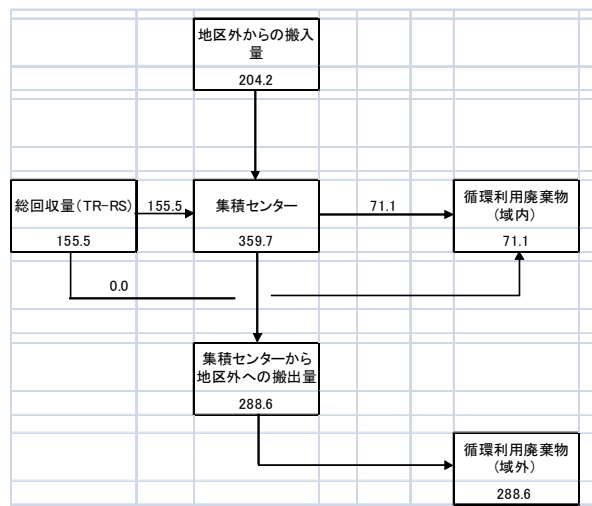 地区外からの搬入
量
204.2
総回収量(TR-RS)
155.5
155.5
集積センター
359.7
71.1
循環利用廃棄物
(域内)
71.1
0.0
集積センターから
地区外への搬出量
288.6
循環利用廃棄物
(域外)
288.6